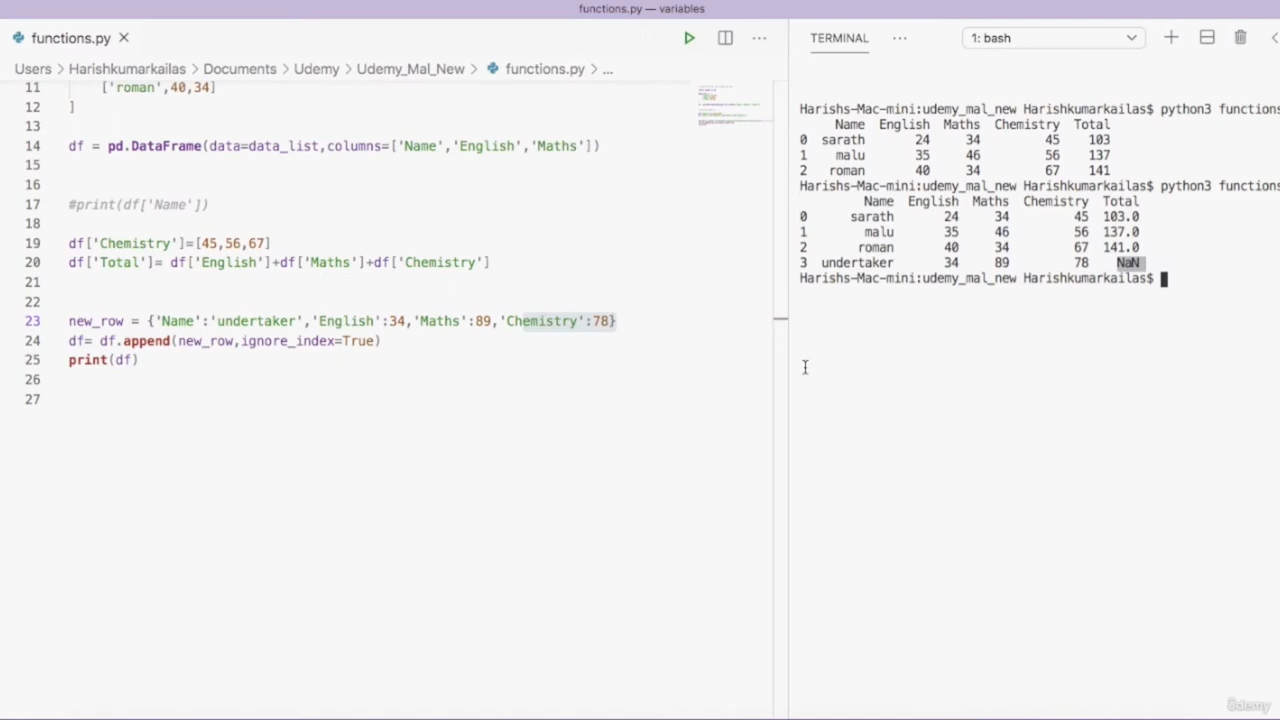 functions.py — variables
functions.py
TERMINAL
1: bash
Users > Harishkumarkailas > Documents > Udemy > Udemy_Mal_New > functions.py > ...
11 ['roman',40,34]
12 ]
13
14 df = pd.DataFrame(data=data_list,columns=['Name','English','Maths'])
15
16
17 #print(df['Name'])
18
19 df['Chemistry']=[45,56,67]
20 df['Total']= df['English']+df['Maths']+df['Chemistry']
21
22
23 new_row = {'Name':'undertaker','English':34,'Maths':89,'Chemistry':78}
24 df= df.append(new_row,ignore_index=True)
25 print(df)
26
27
Harishs-Mac-mini:udemy_mal_new Harishkumarkailas$ python3 functions
Name English Maths Chemistry Total
0 sarath 24 34 45 103
1 malu 35 46 56 137
2 roman 40 34 67 141
Harishs-Mac-mini:udemy_mal_new Harishkumarkailas$ python3 functions
Name English Maths Chemistry Total
0 sarath 24 34 45 103.0
1 malu 35 46 56 137.0
2 roman 40 34 67 141.0
3 undertaker 34 89 78 NaN
Harishs-Mac-mini:udemy_mal_new Harishkumarkailas$
ûdemy